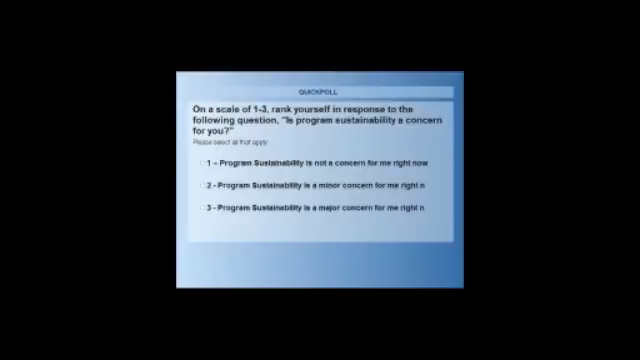 QUICKPOLL
On a scale of 1-3, rank yourself in response to the
following question, "Is program sustainability a concern
for you?"
Please select all that apply
1 – Program Sustainability is not a concern for me right now
2 - Program Sustainability is a minor concern for me right n
3 - Program Sustainability is a major concern for me right n